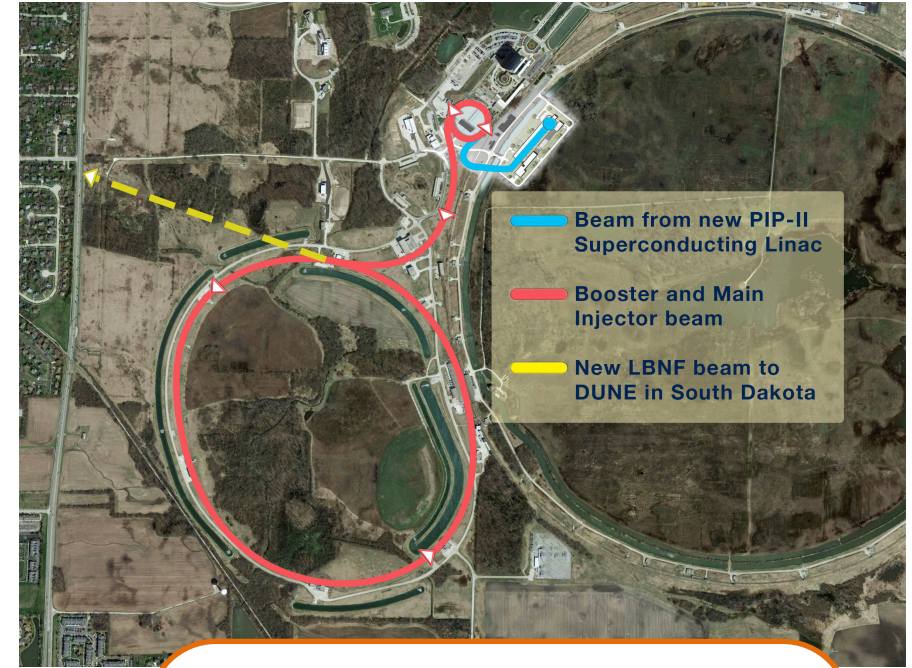 Beam from new PIP-II
Superconducting Linac
Booster and Main
Injector beam
New LBNF beam to
DUNE in South Dakota